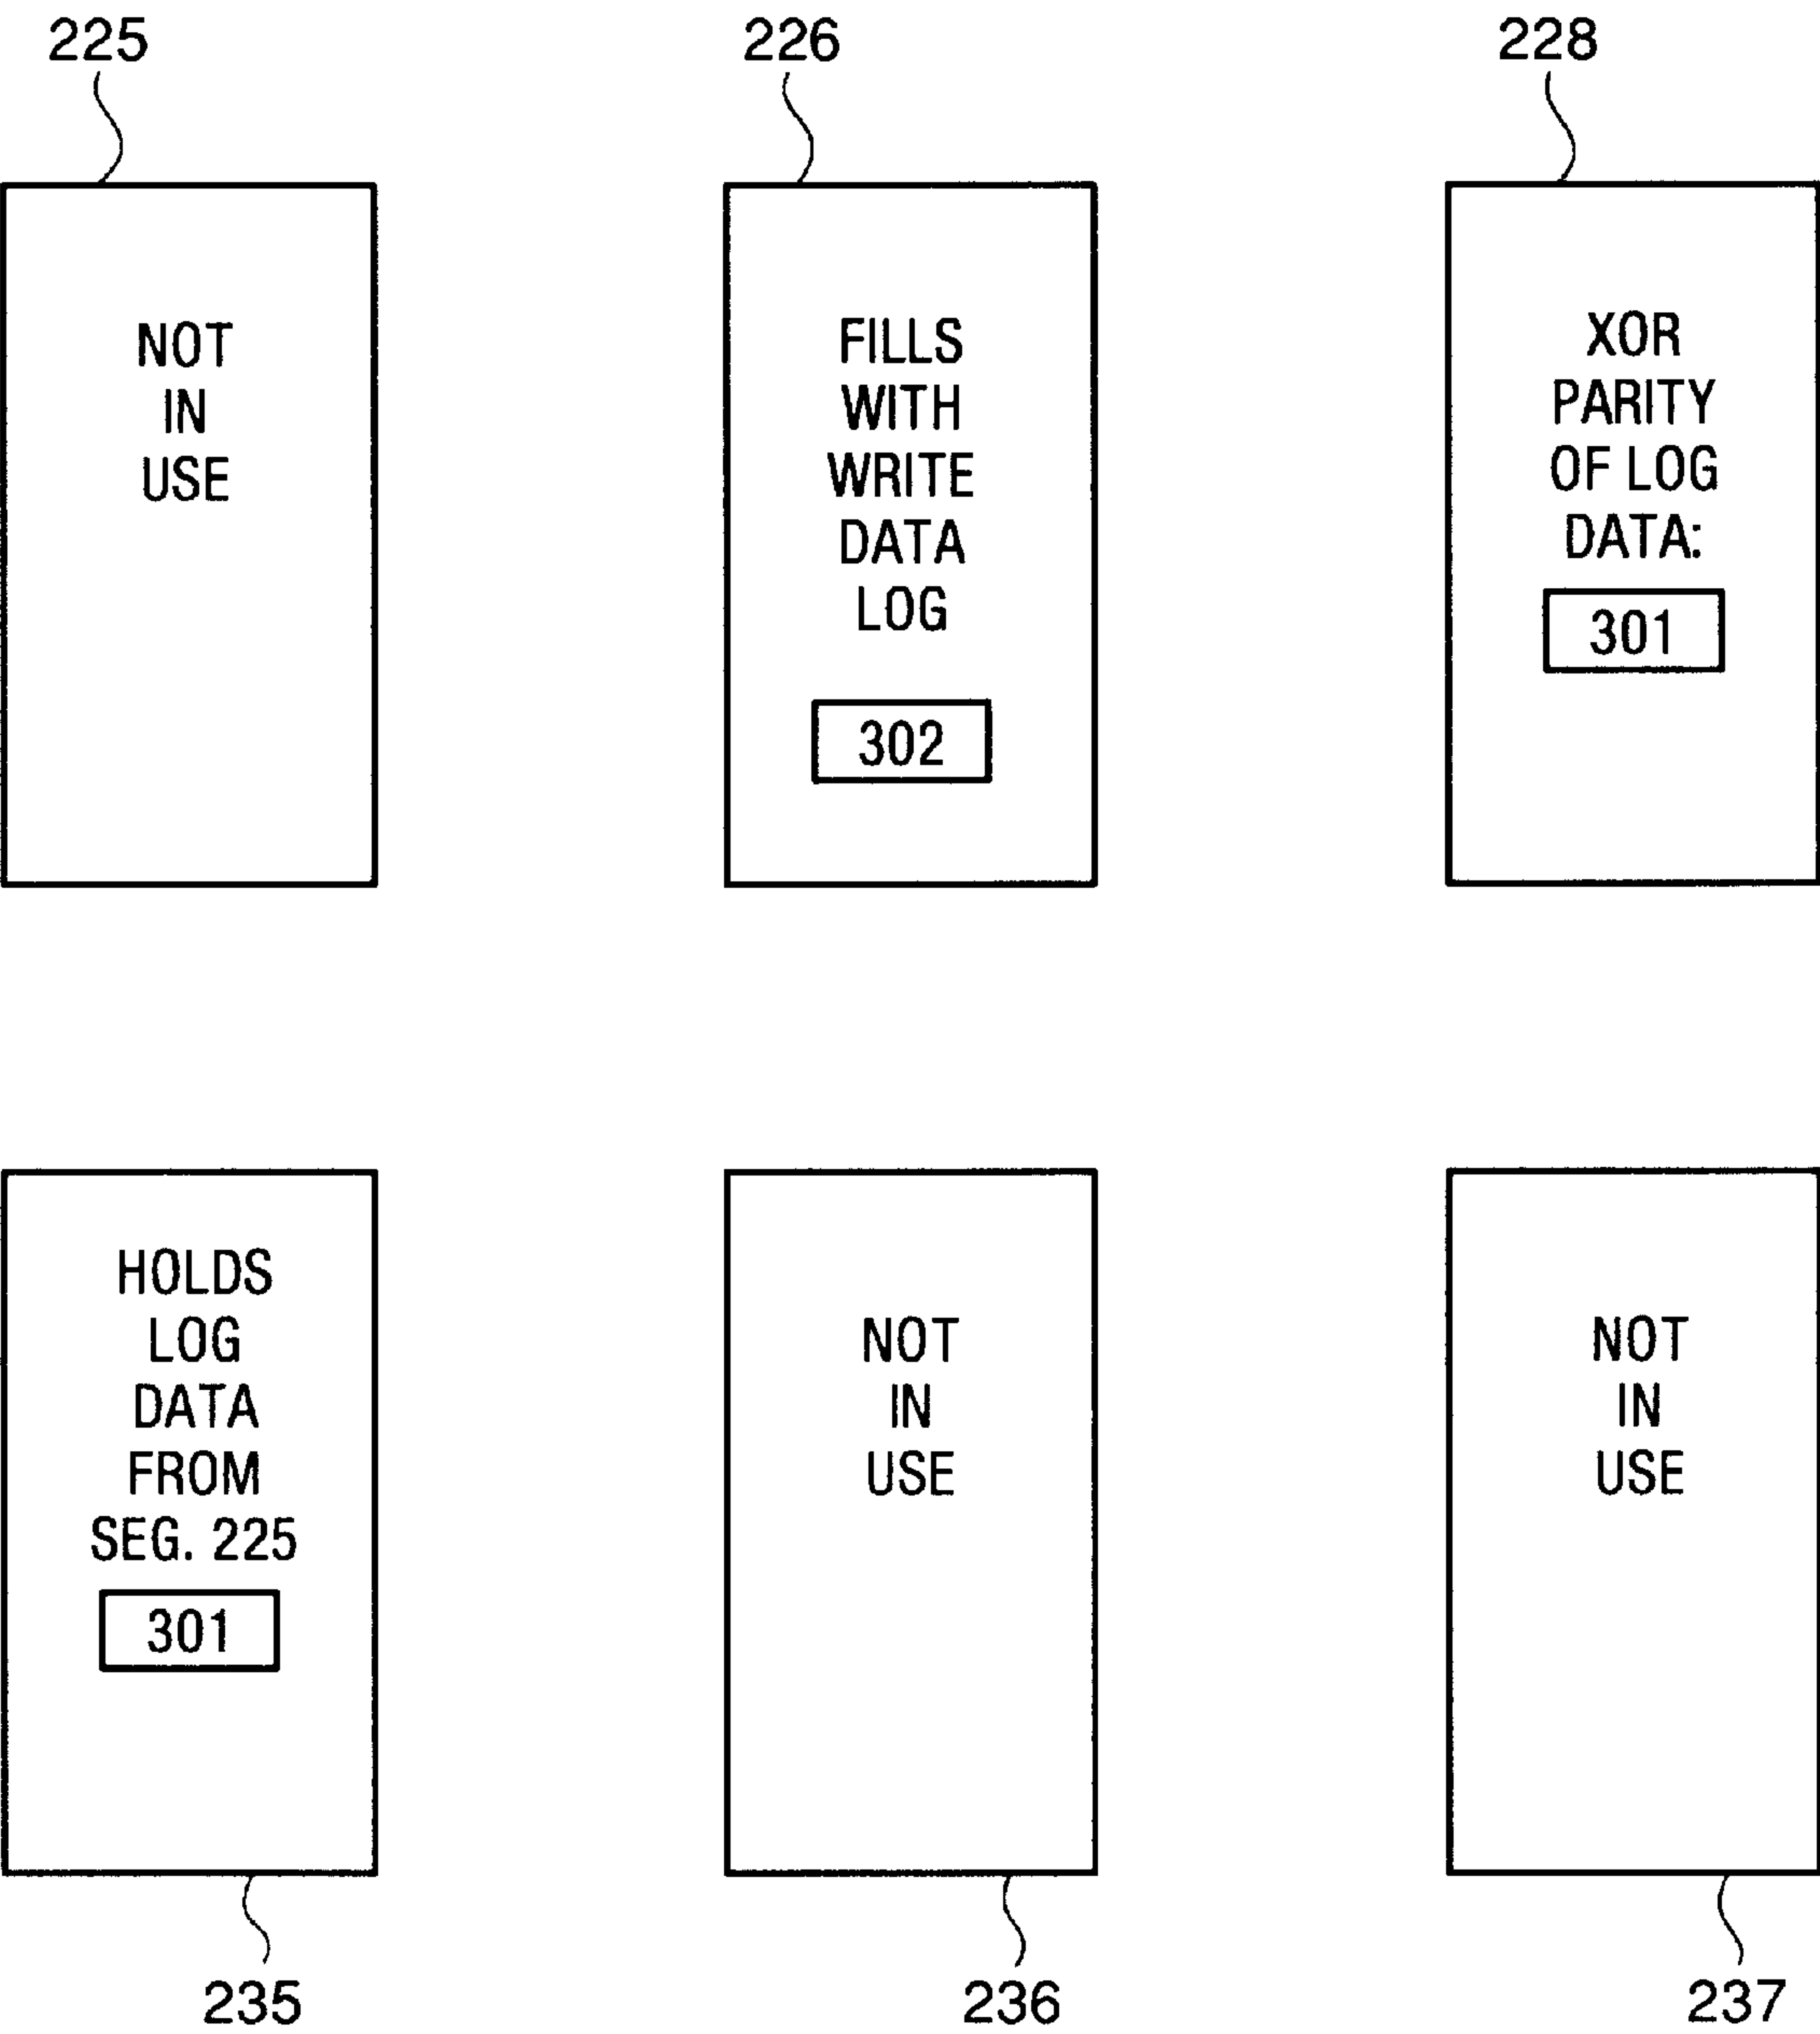 225
226
228
NOT
IN
USE
FILLS
WITH
WRITE
DATA
LOG
302
XOR
PARITY
OF LOG
DATA:
301
HOLDS
LOG
DATA
FROM
SEG. 225
301
NOT
IN
USE
NOT
IN
USE
235
236
237